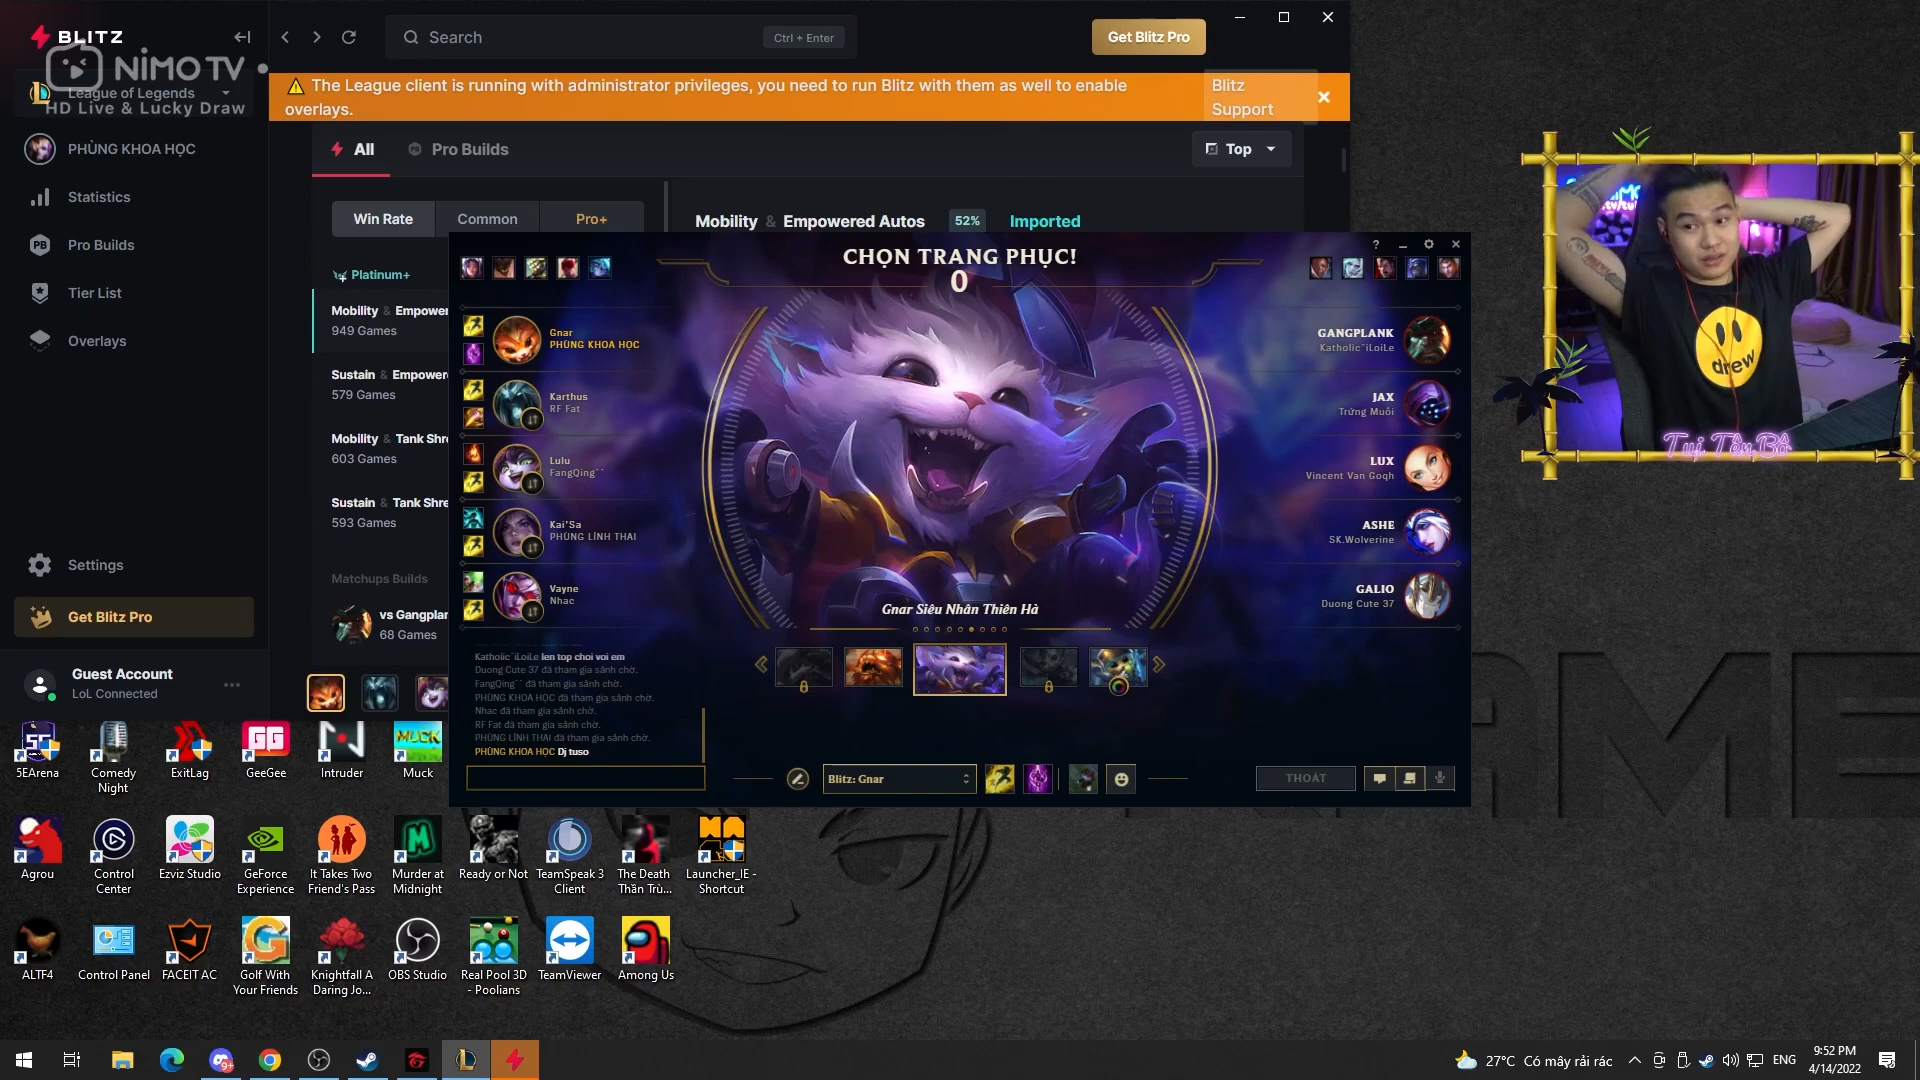 BLITZ
NIMO TV
League of Legends
HD Live & Lucky Draw
PHÙNG KHOA HỌC
Statistics
Pro Builds
Tier List
Overlays
Settings
Get Blitz Pro
Guest Account
LoL Connected
Search
Ctrl + Enter
Get Blitz Pro
The League client is running with administrator privileges, you need to run Blitz with them as well to enable
overlays.
Blitz
Support
All
Pro Builds
Top
Win Rate
Common
Pro+
Mobility & Empowered Autos
52%
Imported
Platinum+
Mobility & Empower
949 Games
Sustain & Empower
579 Games
Mobility & Tank Shre
603 Games
Sustain & Tank Shre
593 Games
Matchups Builds
vs Gangplan
68 Games
CHỌN TRANG PHỤC!
0
Gnar
PHÙNG KHOA HỌC
Karthus
RF Fat
Lulu
FangQing˜˜
Kai'Sa
PHÙNG LÍNH THAI
Vayne
Nhac
GANGPLANK
Katholic˜iLoiLe
JAX
Trứng Muối
LUX
Vincent Van Goqh
ASHE
SK.Wolverine
GALIO
Duong Cute 37
Gnar Siêu Nhân Thiên Hà
Katholic˜iLoiLe len top choi voi em
Duong Cute 37 đã tham gia sảnh chờ.
FangQing˜˜ đã tham gia sảnh chờ.
PHÙNG KHOA HỌC đã tham gia sảnh chờ.
Nhac đã tham gia sảnh chờ.
RF Fat đã tham gia sảnh chờ.
PHÙNG LÍNH THAI đã tham gia sảnh chờ.
PHÙNG KHOA HỌC Dj tuso
Blitz: Gnar
THOÁT
drew
Tuị Tên Bô
5EArena
Comedy
Night
ExitLag
GeeGee
Intruder
Muck
Agrou
Control
Center
Ezviz Studio
GeForce
Experience
It Takes Two
Friend's Pass
Murder at
Midnight
Ready or Not
TeamSpeak 3
Client
The Death
Thần Trù...
Launcher_IE -
Shortcut
ALTF4
Control Panel
FACEIT AC
Golf With
Your Friends
Knightfall A
Daring Jo...
OBS Studio
Real Pool 3D
- Poolians
TeamViewer
Among Us
27°C Có mây rải rác
ENG
9:52 PM
4/14/2022